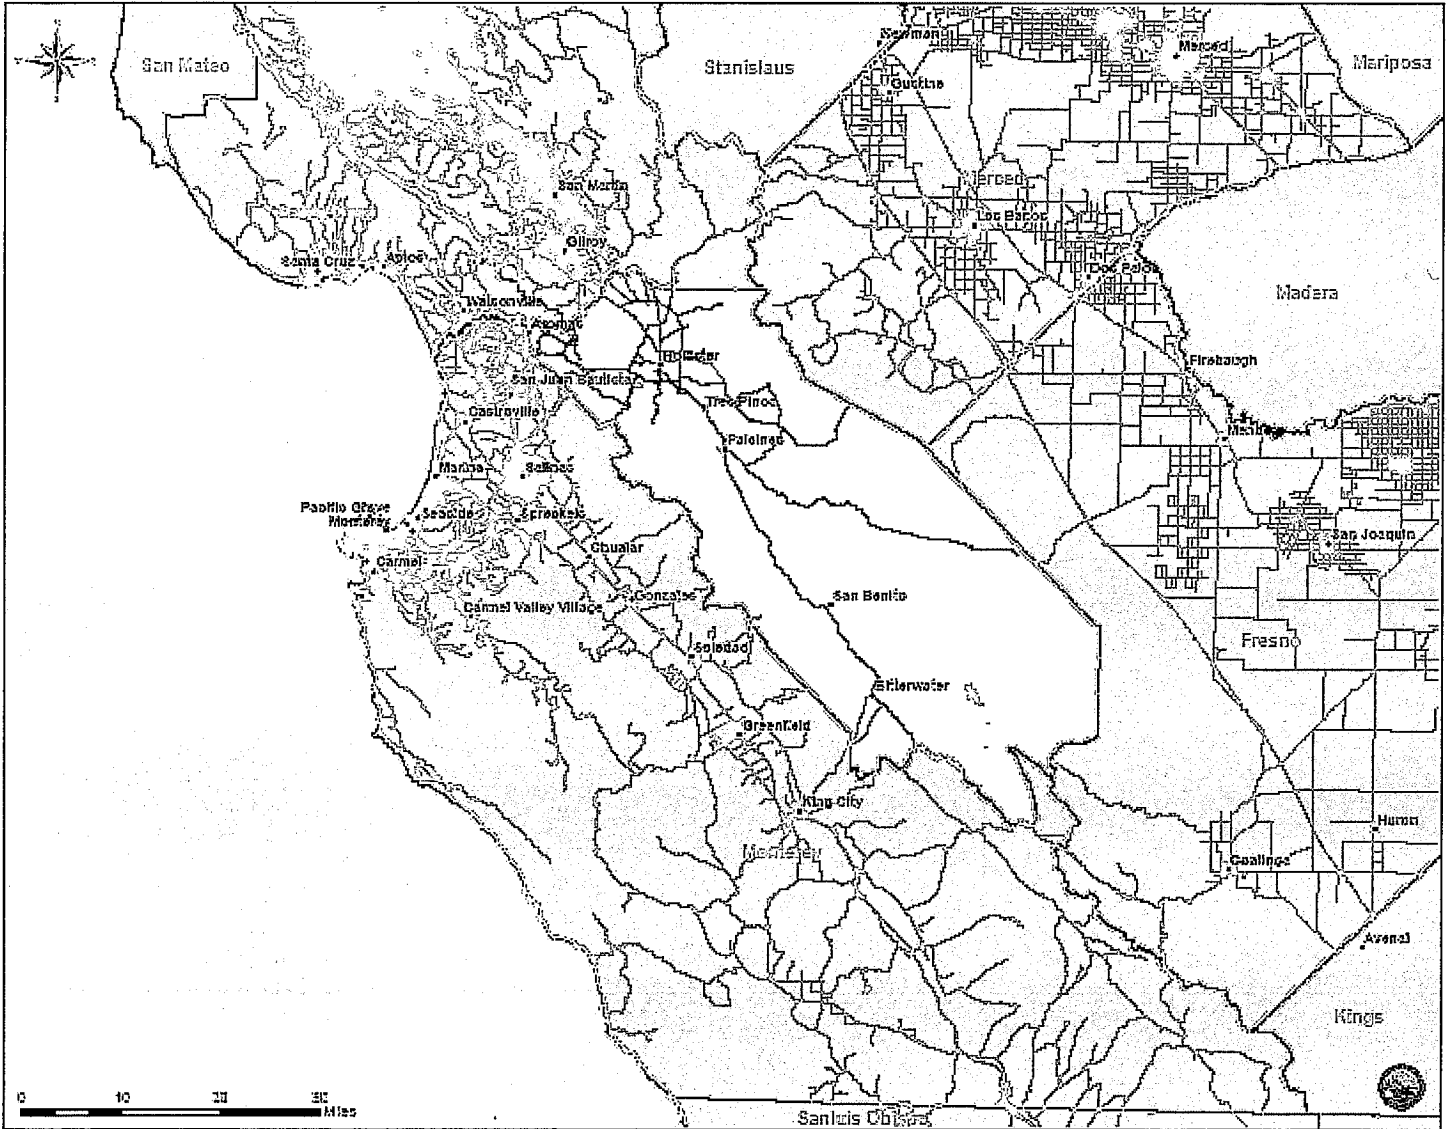 San Mateo
Stanislaus
Newman
Merced
Mariposa
Gustine
San Martin
Merced
Los Banos
Gilroy
Santa Cruz
Aptos
Dos Palos
Madera
Watsonville
Aromas
Hollister
Firebaugh
San Juan Bautista
Tres Pinos
Castroville
Paicines
Marina
Salinas
Pacific Grove
Monterey
Seaside
Spreckels
San Joaquin
Chualar
Carmel
Gonzales
San Benito
Carmel Valley Village
Fresno
Soledad
Bitterwater
Greenfield
King City
Huron
Monterey
Coalinga
Avenal
Kings
0 10 20 30
Miles
San Luis Obispo